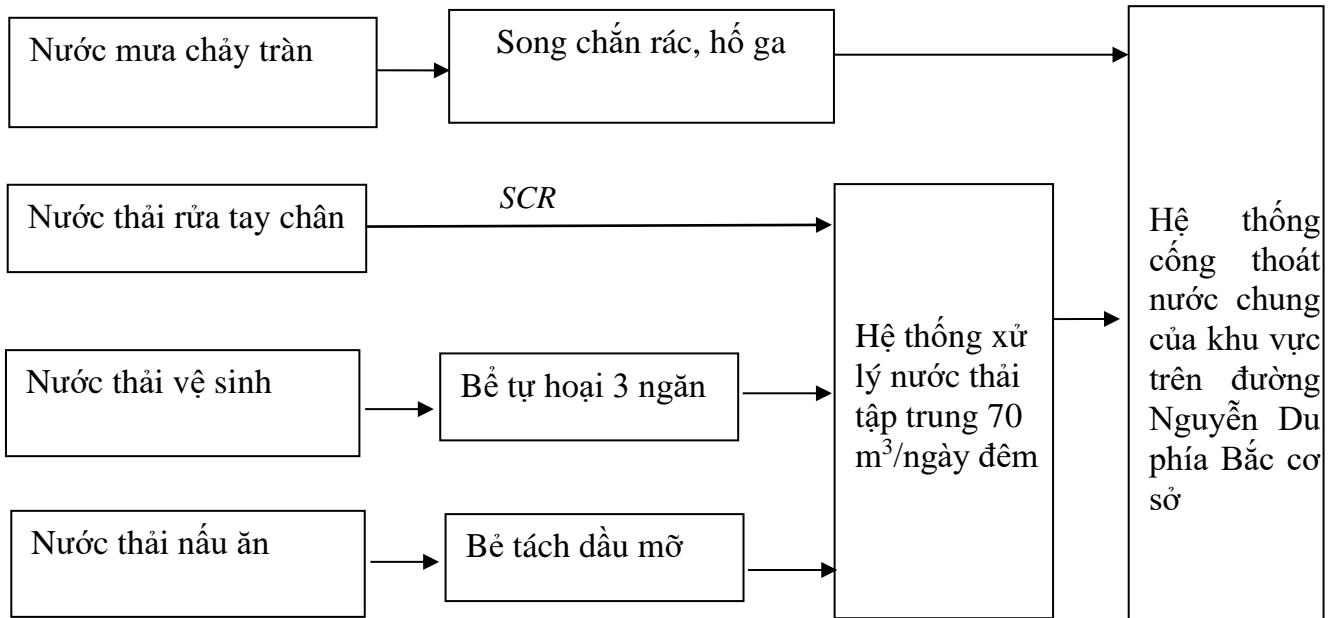 Nước mưa chảy tràn
Song chắn rác, hố ga
Nước thải rửa tay chân
SCR
Nước thải vệ sinh
Bể tự hoại 3 ngăn
Nước thải nấu ăn
Bẻ tách dầu mỡ
Hệ thống xử
lý nước thải
tập trung 70
m³/ngày đêm
Hệ thống
cống thoát
nước chung
của khu vực
trên đường
Nguyễn Du
phía Bắc cơ
sở